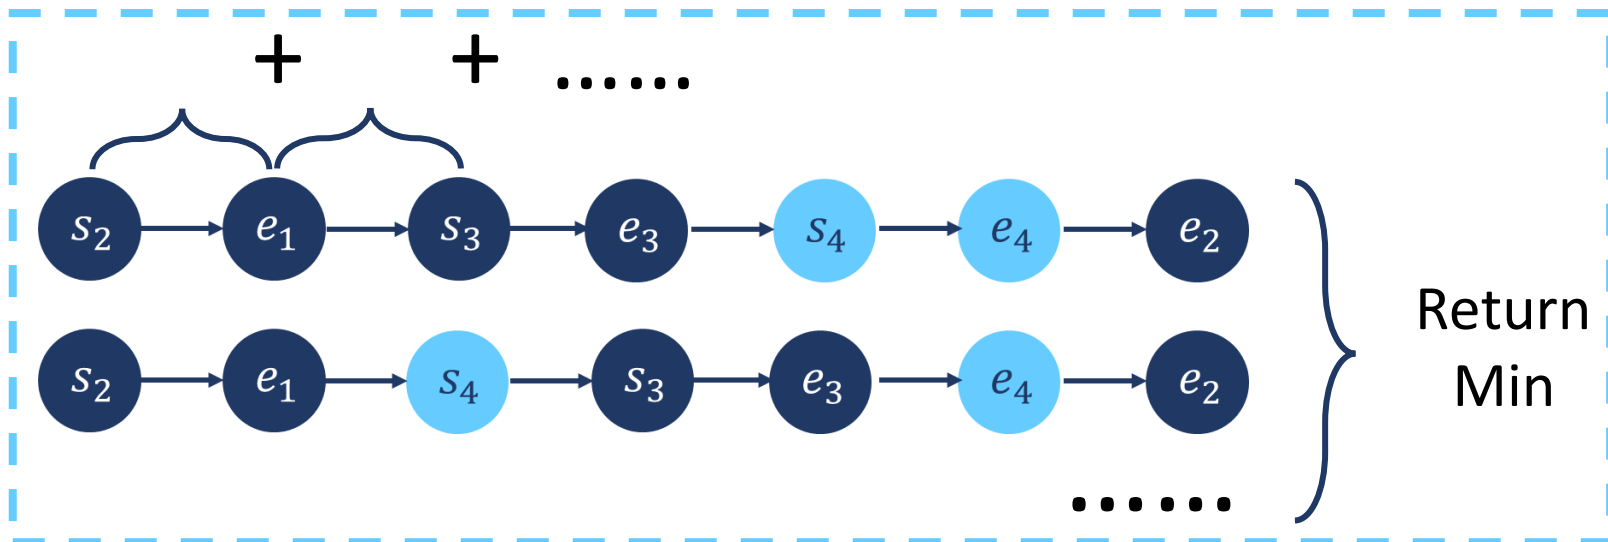 + + ······
s₂ e₁ s₃ e₃ s₄ e₄ e₂
s₂ e₁ s₄ s₃ e₃ e₄ e₂
······
Return
Min